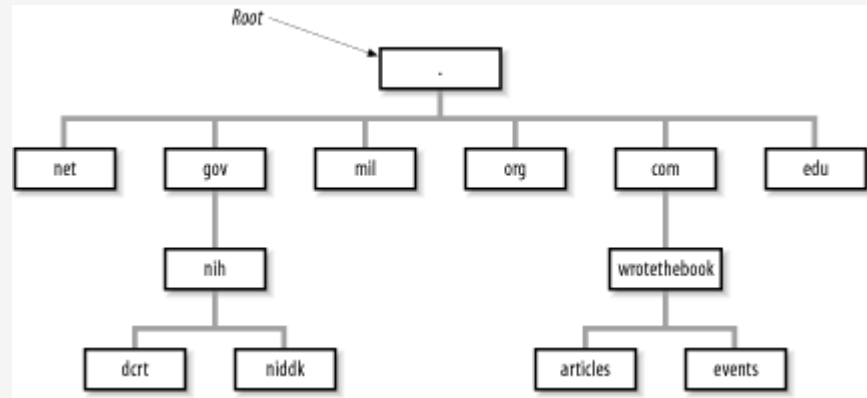 Root
.
net gov mil org com edu
nih wrotethebook
dcrt niddk articles events